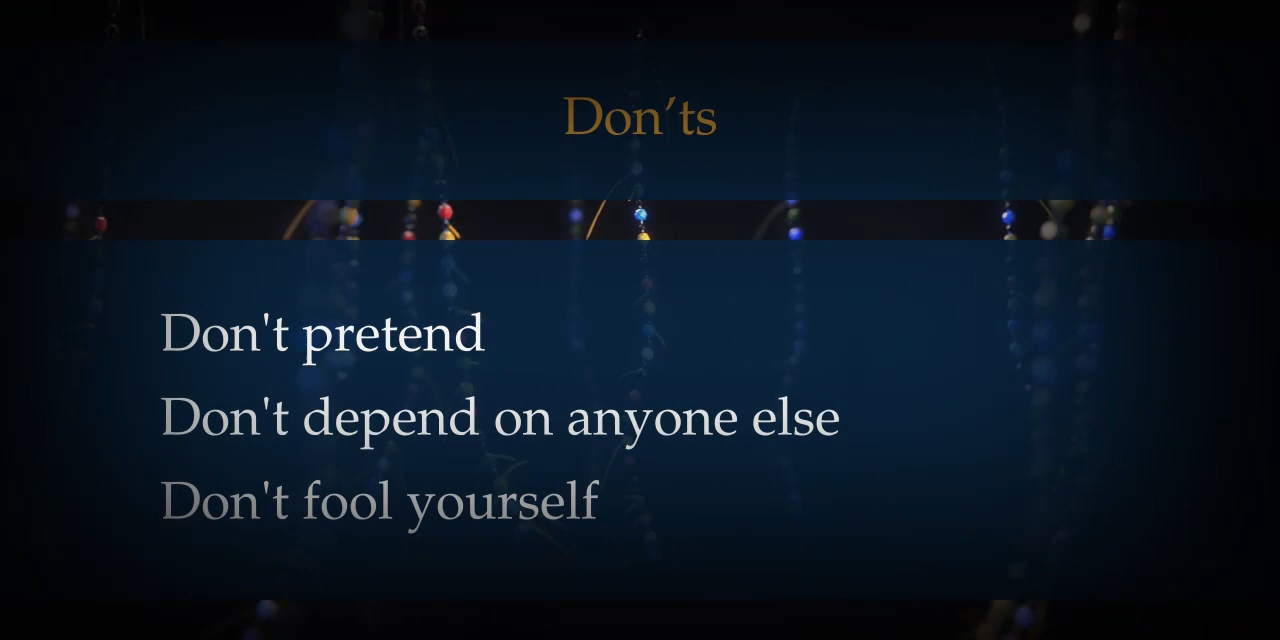 Don’ts
Don't pretend
Don't depend on anyone else
Don't fool yourself